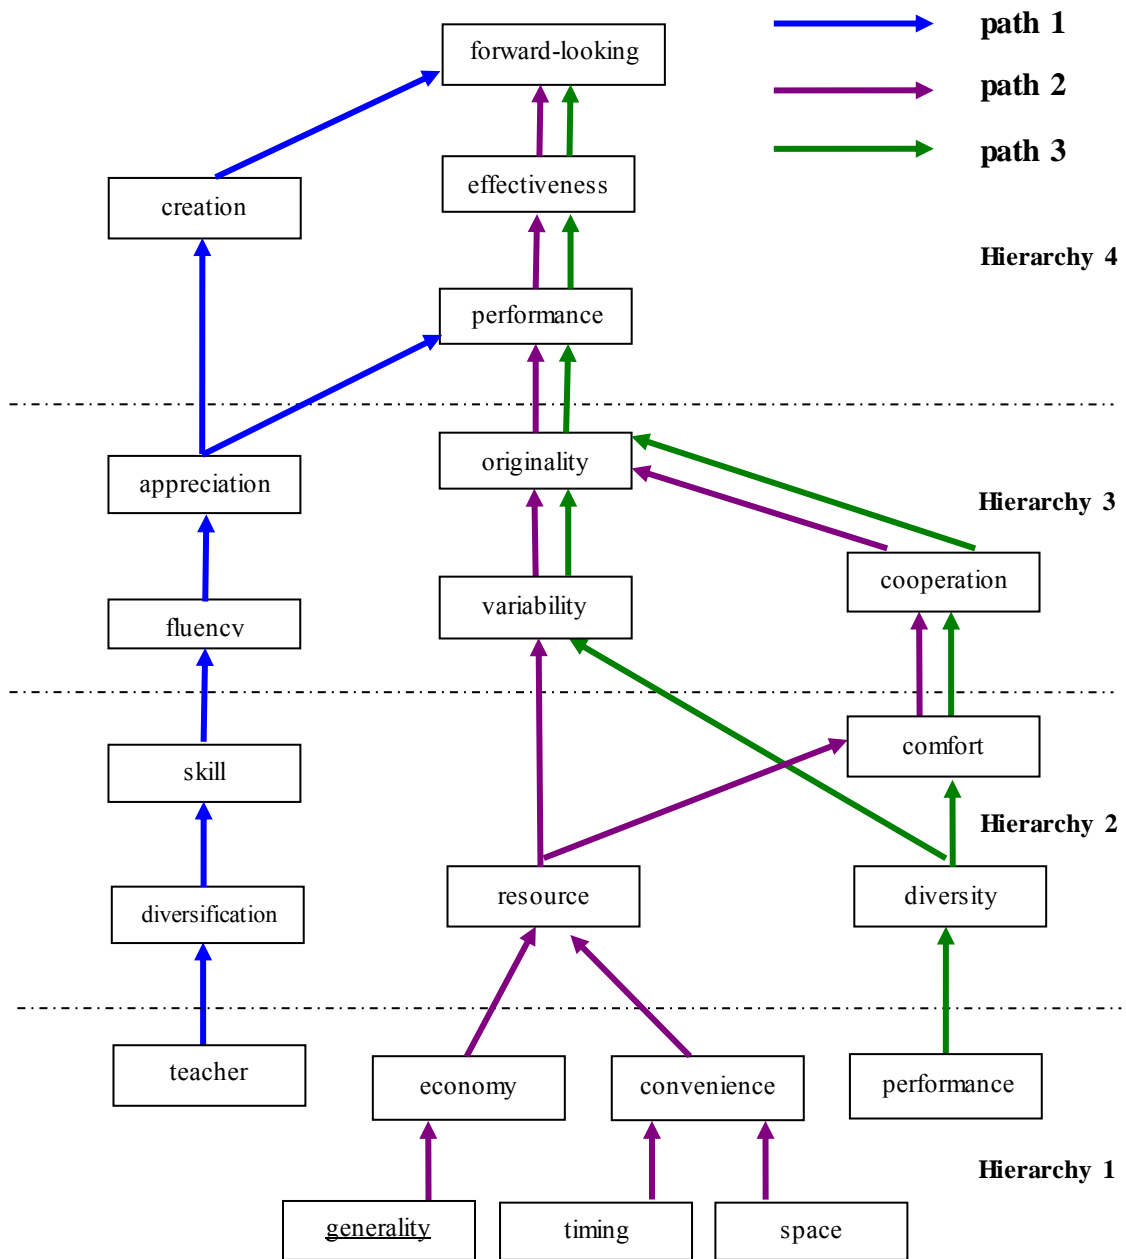 path 1
forward-looking
path 2
path 3
effectiveness
creation
Hierarchy 4
performance
originality
appreciation
Hierarchy 3
cooperation
variability
fluencv
comfort
skill
Hierarchy 2
resource
diversity
diversification
teacher
economy
convenience
performance
Hierarchy 1
generality
timing
space